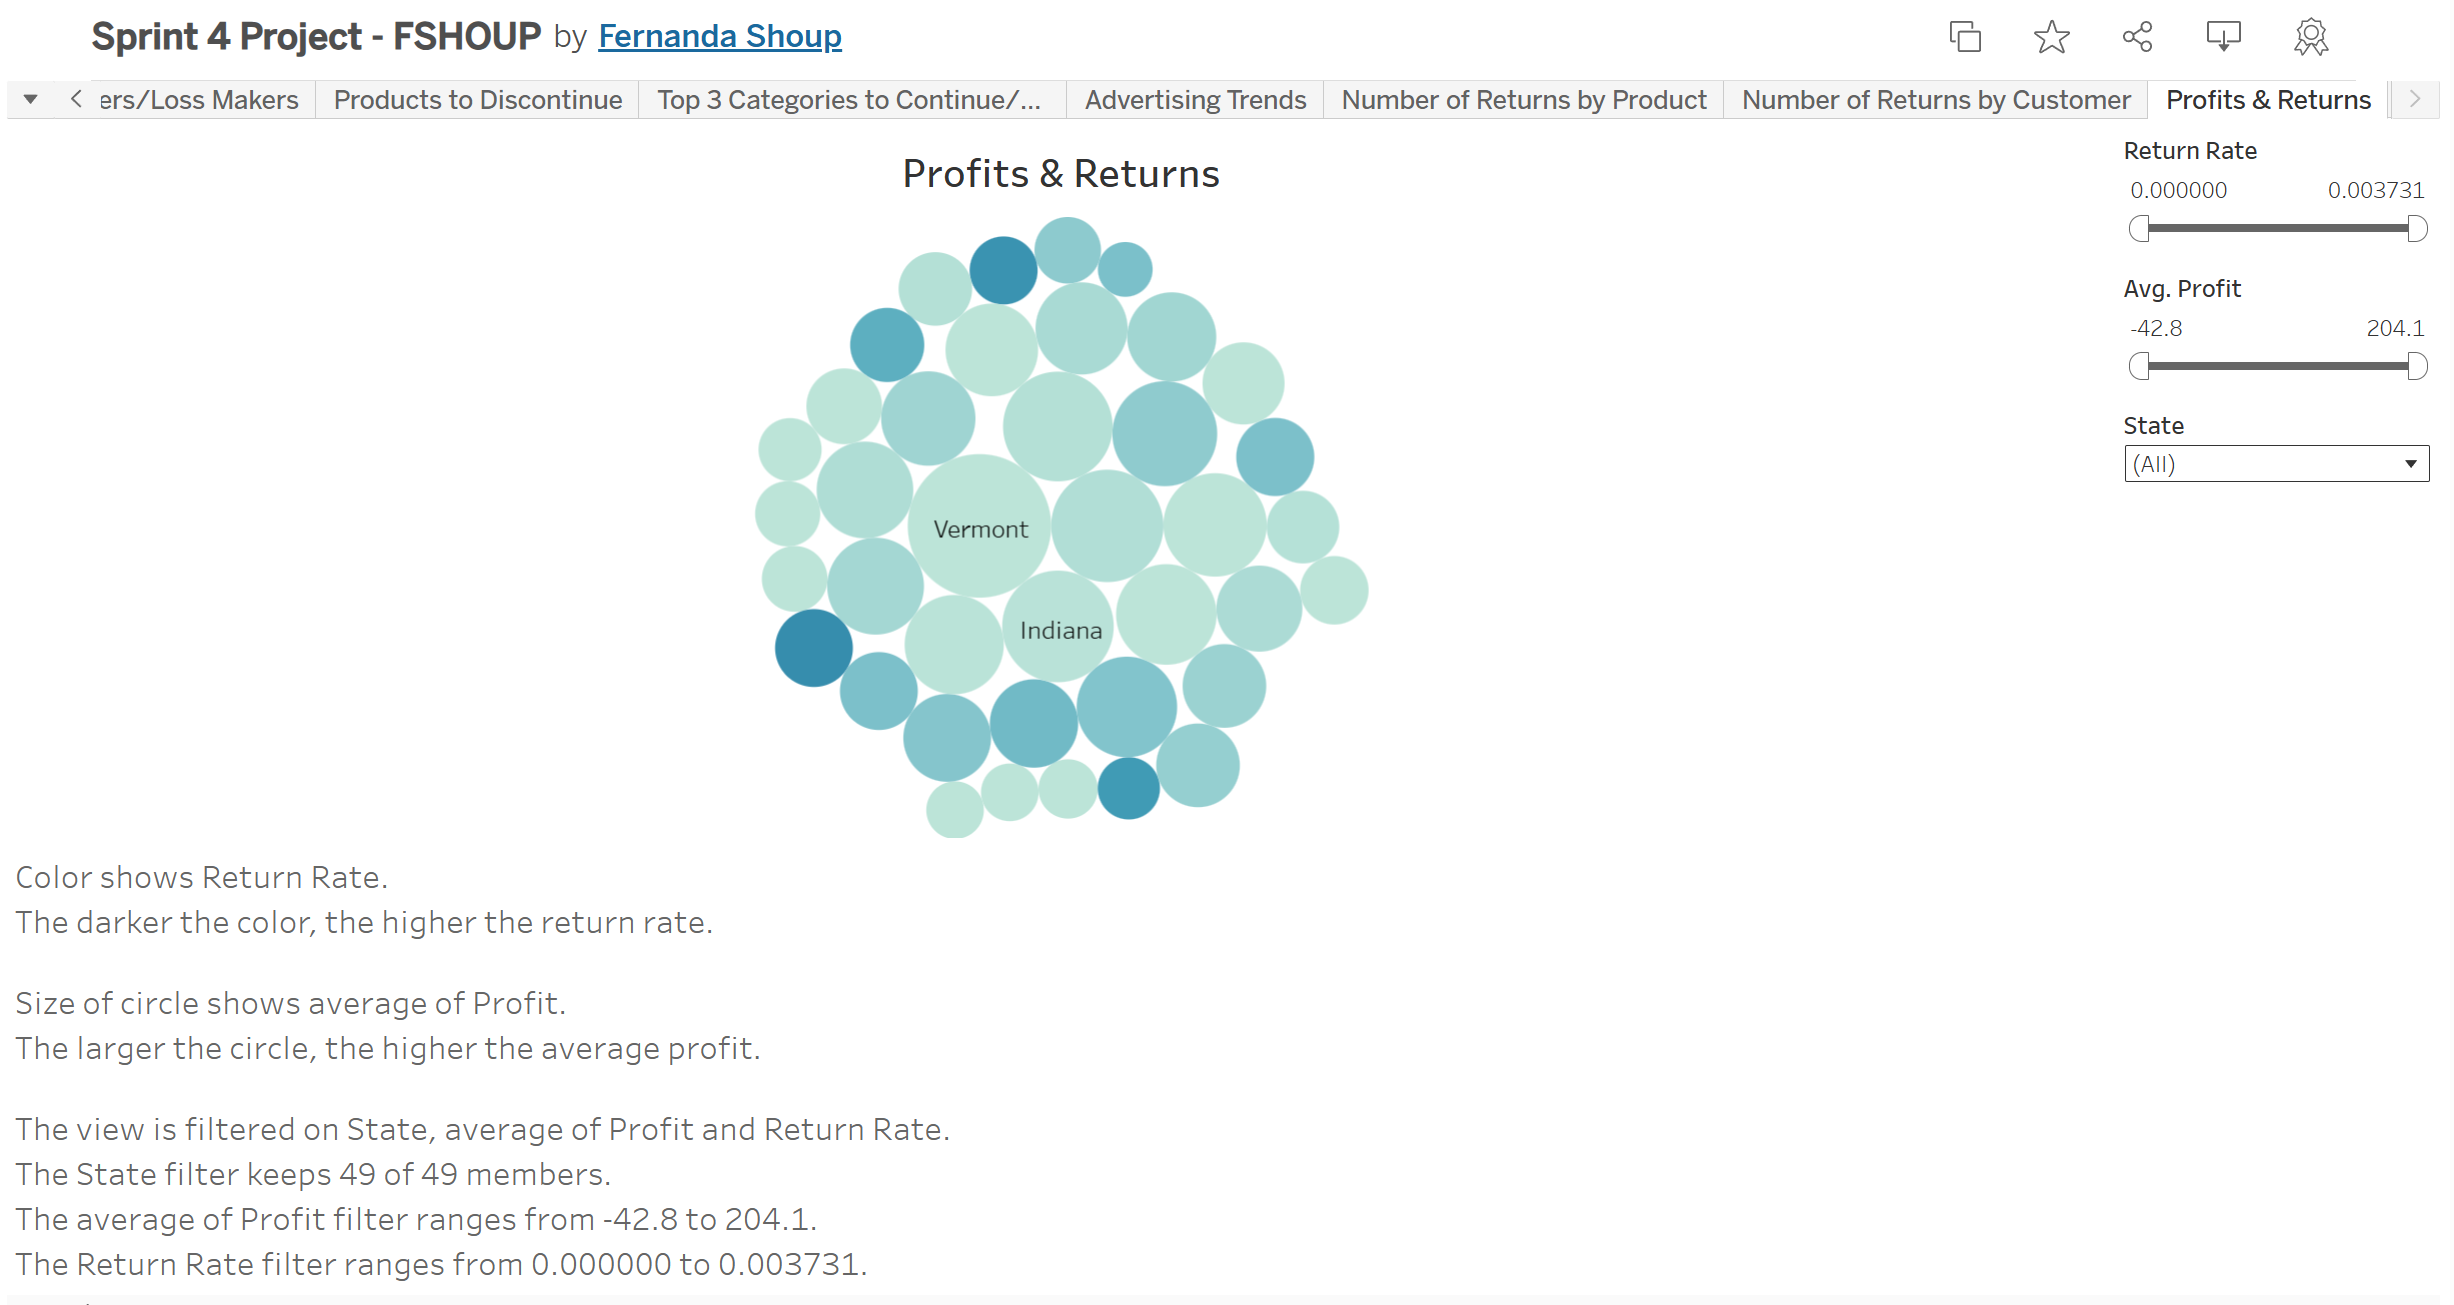 Sprint 4 Project - FSHOUP by Fernanda Shoup
ers/Loss Makers
Products to Discontinue
Top 3 Categories to Continue/...
Advertising Trends
Number of Returns by Product
Number of Returns by Customer
Profits & Returns
Profits & Returns
Return Rate
0.000000 0.003731
Avg. Profit
-42.8 204.1
State
(All)
Vermont
Indiana
Color shows Return Rate.
The darker the color, the higher the return rate.
Size of circle shows average of Profit.
The larger the circle, the higher the average profit.
The view is filtered on State, average of Profit and Return Rate.
The State filter keeps 49 of 49 members.
The average of Profit filter ranges from -42.8 to 204.1.
The Return Rate filter ranges from 0.000000 to 0.003731.